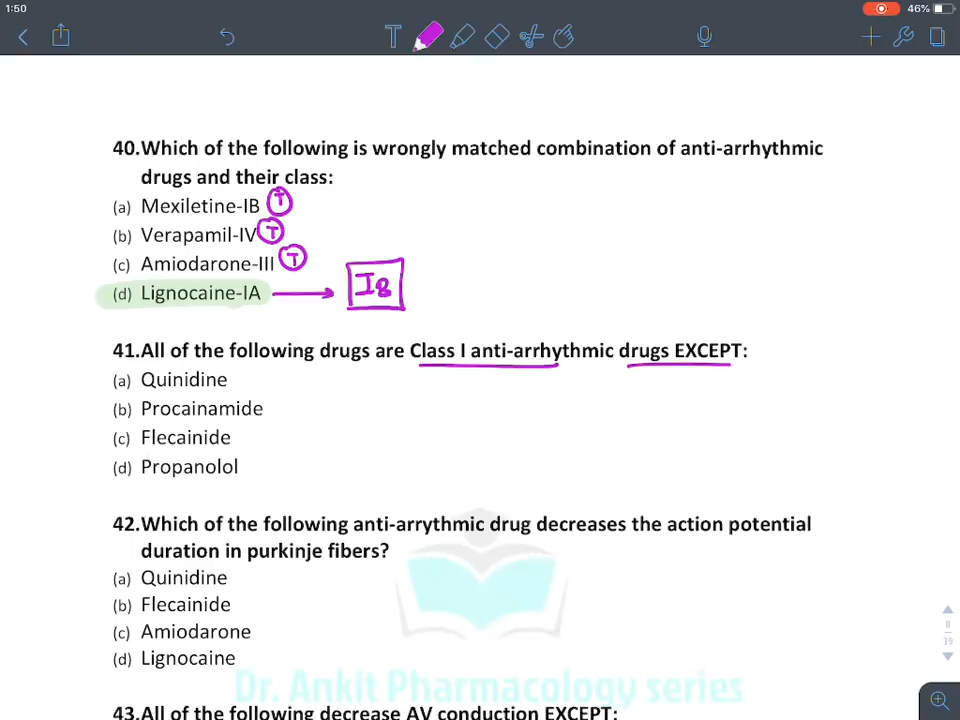 1:50
46%
T
40.Which of the following is wrongly matched combination of anti-arrhythmic
drugs and their class:
(a) Mexiletine-IB T
(b) Verapamil-IV T
(c) Amiodarone-III T
(d) Lignocaine-IA IB
41.All of the following drugs are Class I anti-arrhythmic drugs EXCEPT:
(a) Quinidine
(b) Procainamide
(c) Flecainide
(d) Propanolol
42.Which of the following anti-arrythmic drug decreases the action potential
duration in purkinje fibers?
(a) Quinidine
(b) Flecainide
(c) Amiodarone
(d) Lignocaine
8
19
Dr. Ankit Pharmacology series
43.All of the following decrease AV conduction EXCEPT: